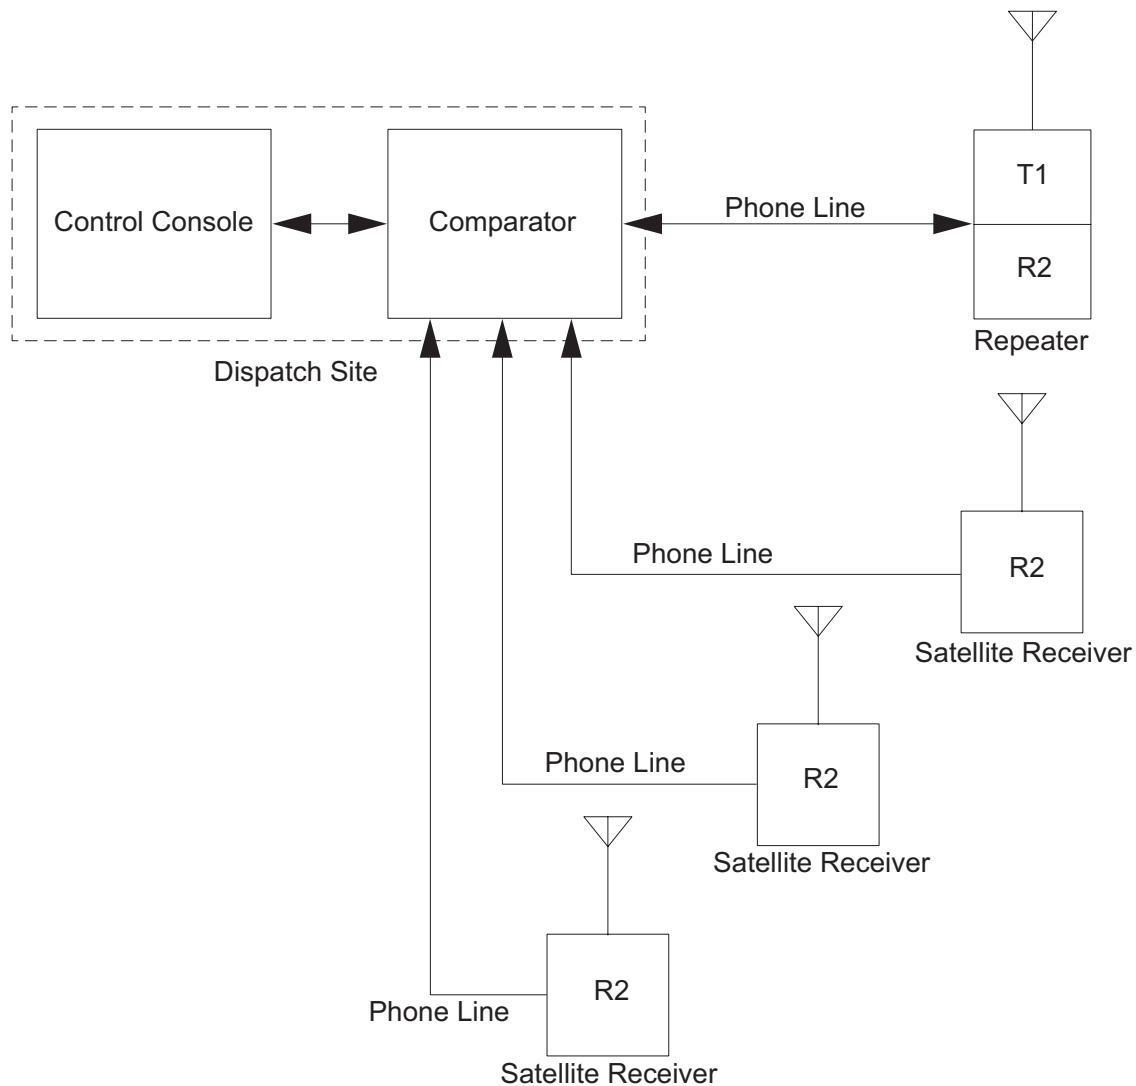 T1
Phone Line
Control Console
Comparator
R2
Repeater
Dispatch Site
Phone Line
R2
Satellite Receiver
Phone Line
R2
Satellite Receiver
R2
Phone Line
Satellite Receiver